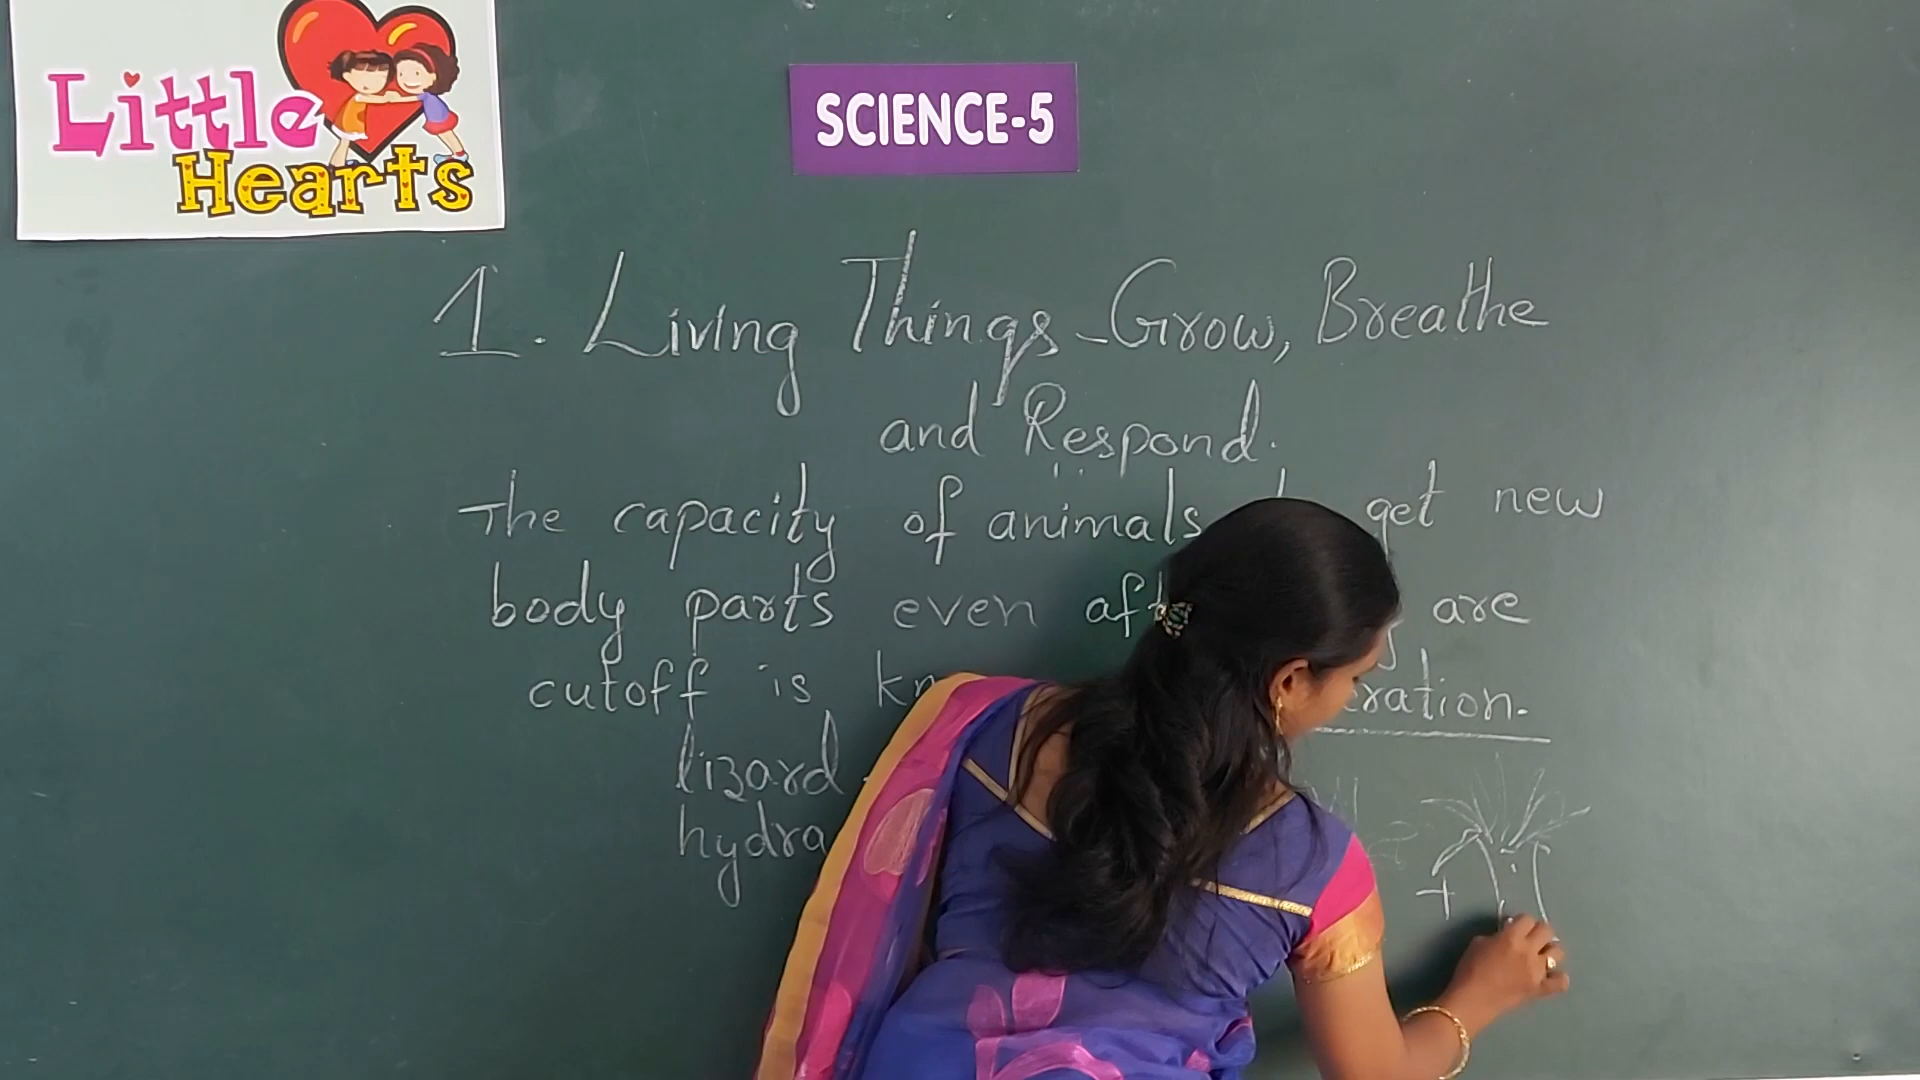 Little
Hearts
SCIENCE-5
1. Living Things - Grow, Breathe
and Respond.
The capacity of animals get new
body parts even are
cutoff is
lizard
hydra